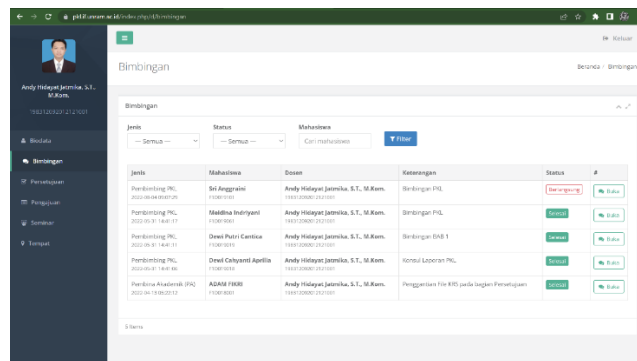 pkl.if.unram.ac.id/index.php/d/bimbingan
Keluar
Bimbingan
Beranda / Bimbingan
Andy Hidayat Jatmika, S.T.,
M.Kom.
Biodata
Bimbingan
Persetujuan
Pengajuan
Seminar
Tempat
Bimbingan
Jenis
Status
Mahasiswa
--- Semua ---
--- Semua ---
Cari mahasiswa
Filter
Jenis Mahasiswa Dosen Keterangan Status #
Pembimbing PKL Sri Anggraini Andy Hidayat Jatmika, S.T., M.Kom. Bimbingan PKL Berlangsung Buka
Pembimbing PKL Meldina Indriyani Andy Hidayat Jatmika, S.T., M.Kom. Bimbingan PKL Selesai Buka
Pembimbing PKL Dewi Putri Cantica Andy Hidayat Jatmika, S.T., M.Kom. Bimbingan BAB 1 Selesai Buka
Pembimbing PKL Dewi Cahyanti Aprilia Andy Hidayat Jatmika, S.T., M.Kom. Konsul Laporan PKL Selesai Buka
Pembina Akademik (PA) ADAM FIKRI Andy Hidayat Jatmika, S.T., M.Kom. Penggantian File KRS pada bagian Persetujuan Selesai Buka
5 items